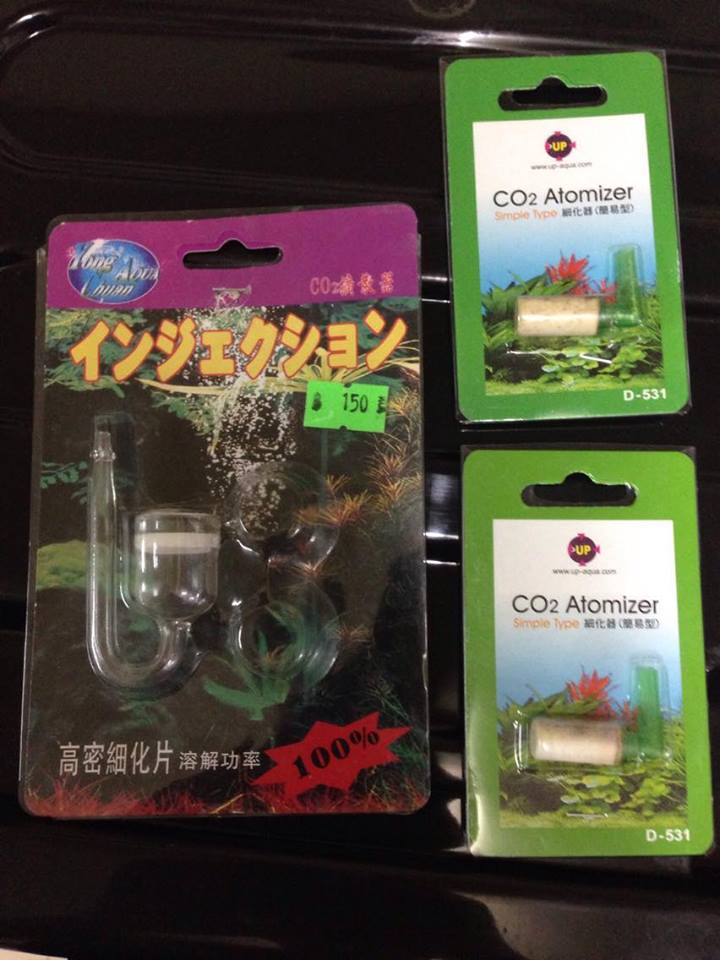 Yong Aqua
Chuan
CO2擴散器
インジェクション
150
高密細化片 溶解功率
100%
UP
www.up-aqua.com
CO2 Atomizer
Simple Type 細化器(簡易型)
D-531
UP
www.up-aqua.com
CO2 Atomizer
Simple Type 細化器(簡易型)
D-531